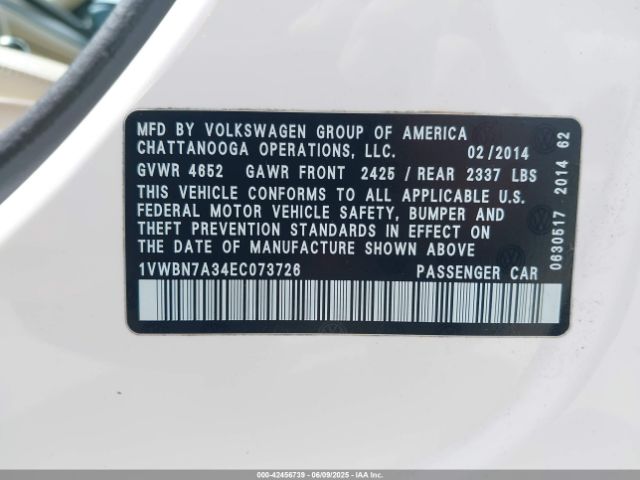 MFD BY VOLKSWAGEN GROUP OF AMERICA
CHATTANOOGA OPERATIONS, LLC. 02/2014
GVWR 4652 GAWR FRONT 2425 / REAR 2337 LBS
THIS VEHICLE CONFORMS TO ALL APPLICABLE U.S.
FEDERAL MOTOR VEHICLE SAFETY, BUMPER AND
THEFT PREVENTION STANDARDS IN EFFECT ON THE
DATE OF MANUFACTURE SHOWN ABOVE
1VWBN7A34EC073726 PASSENGER CAR
0630517 2014 62
000-42456739 - 06/09/2025 - IAAI.COM